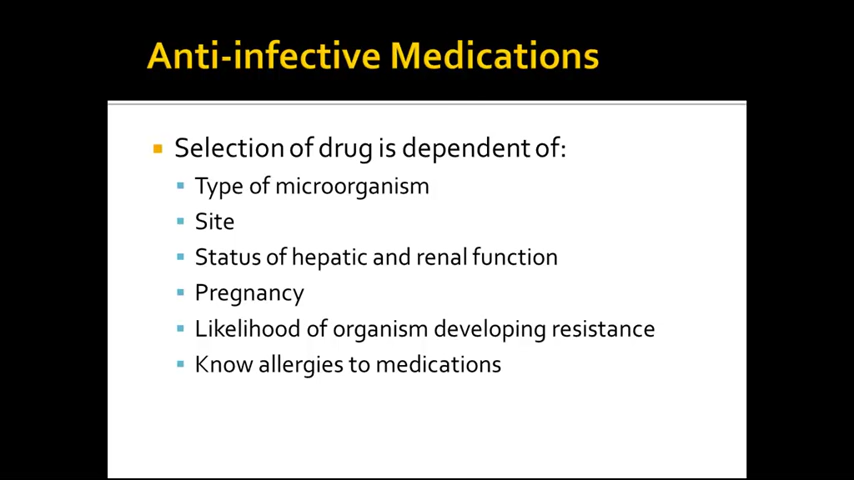 Anti-infective Medications
Selection of drug is dependent of:
Type of microorganism
Site
Status of hepatic and renal function
Pregnancy
Likelihood of organism developing resistance
Know allergies to medications